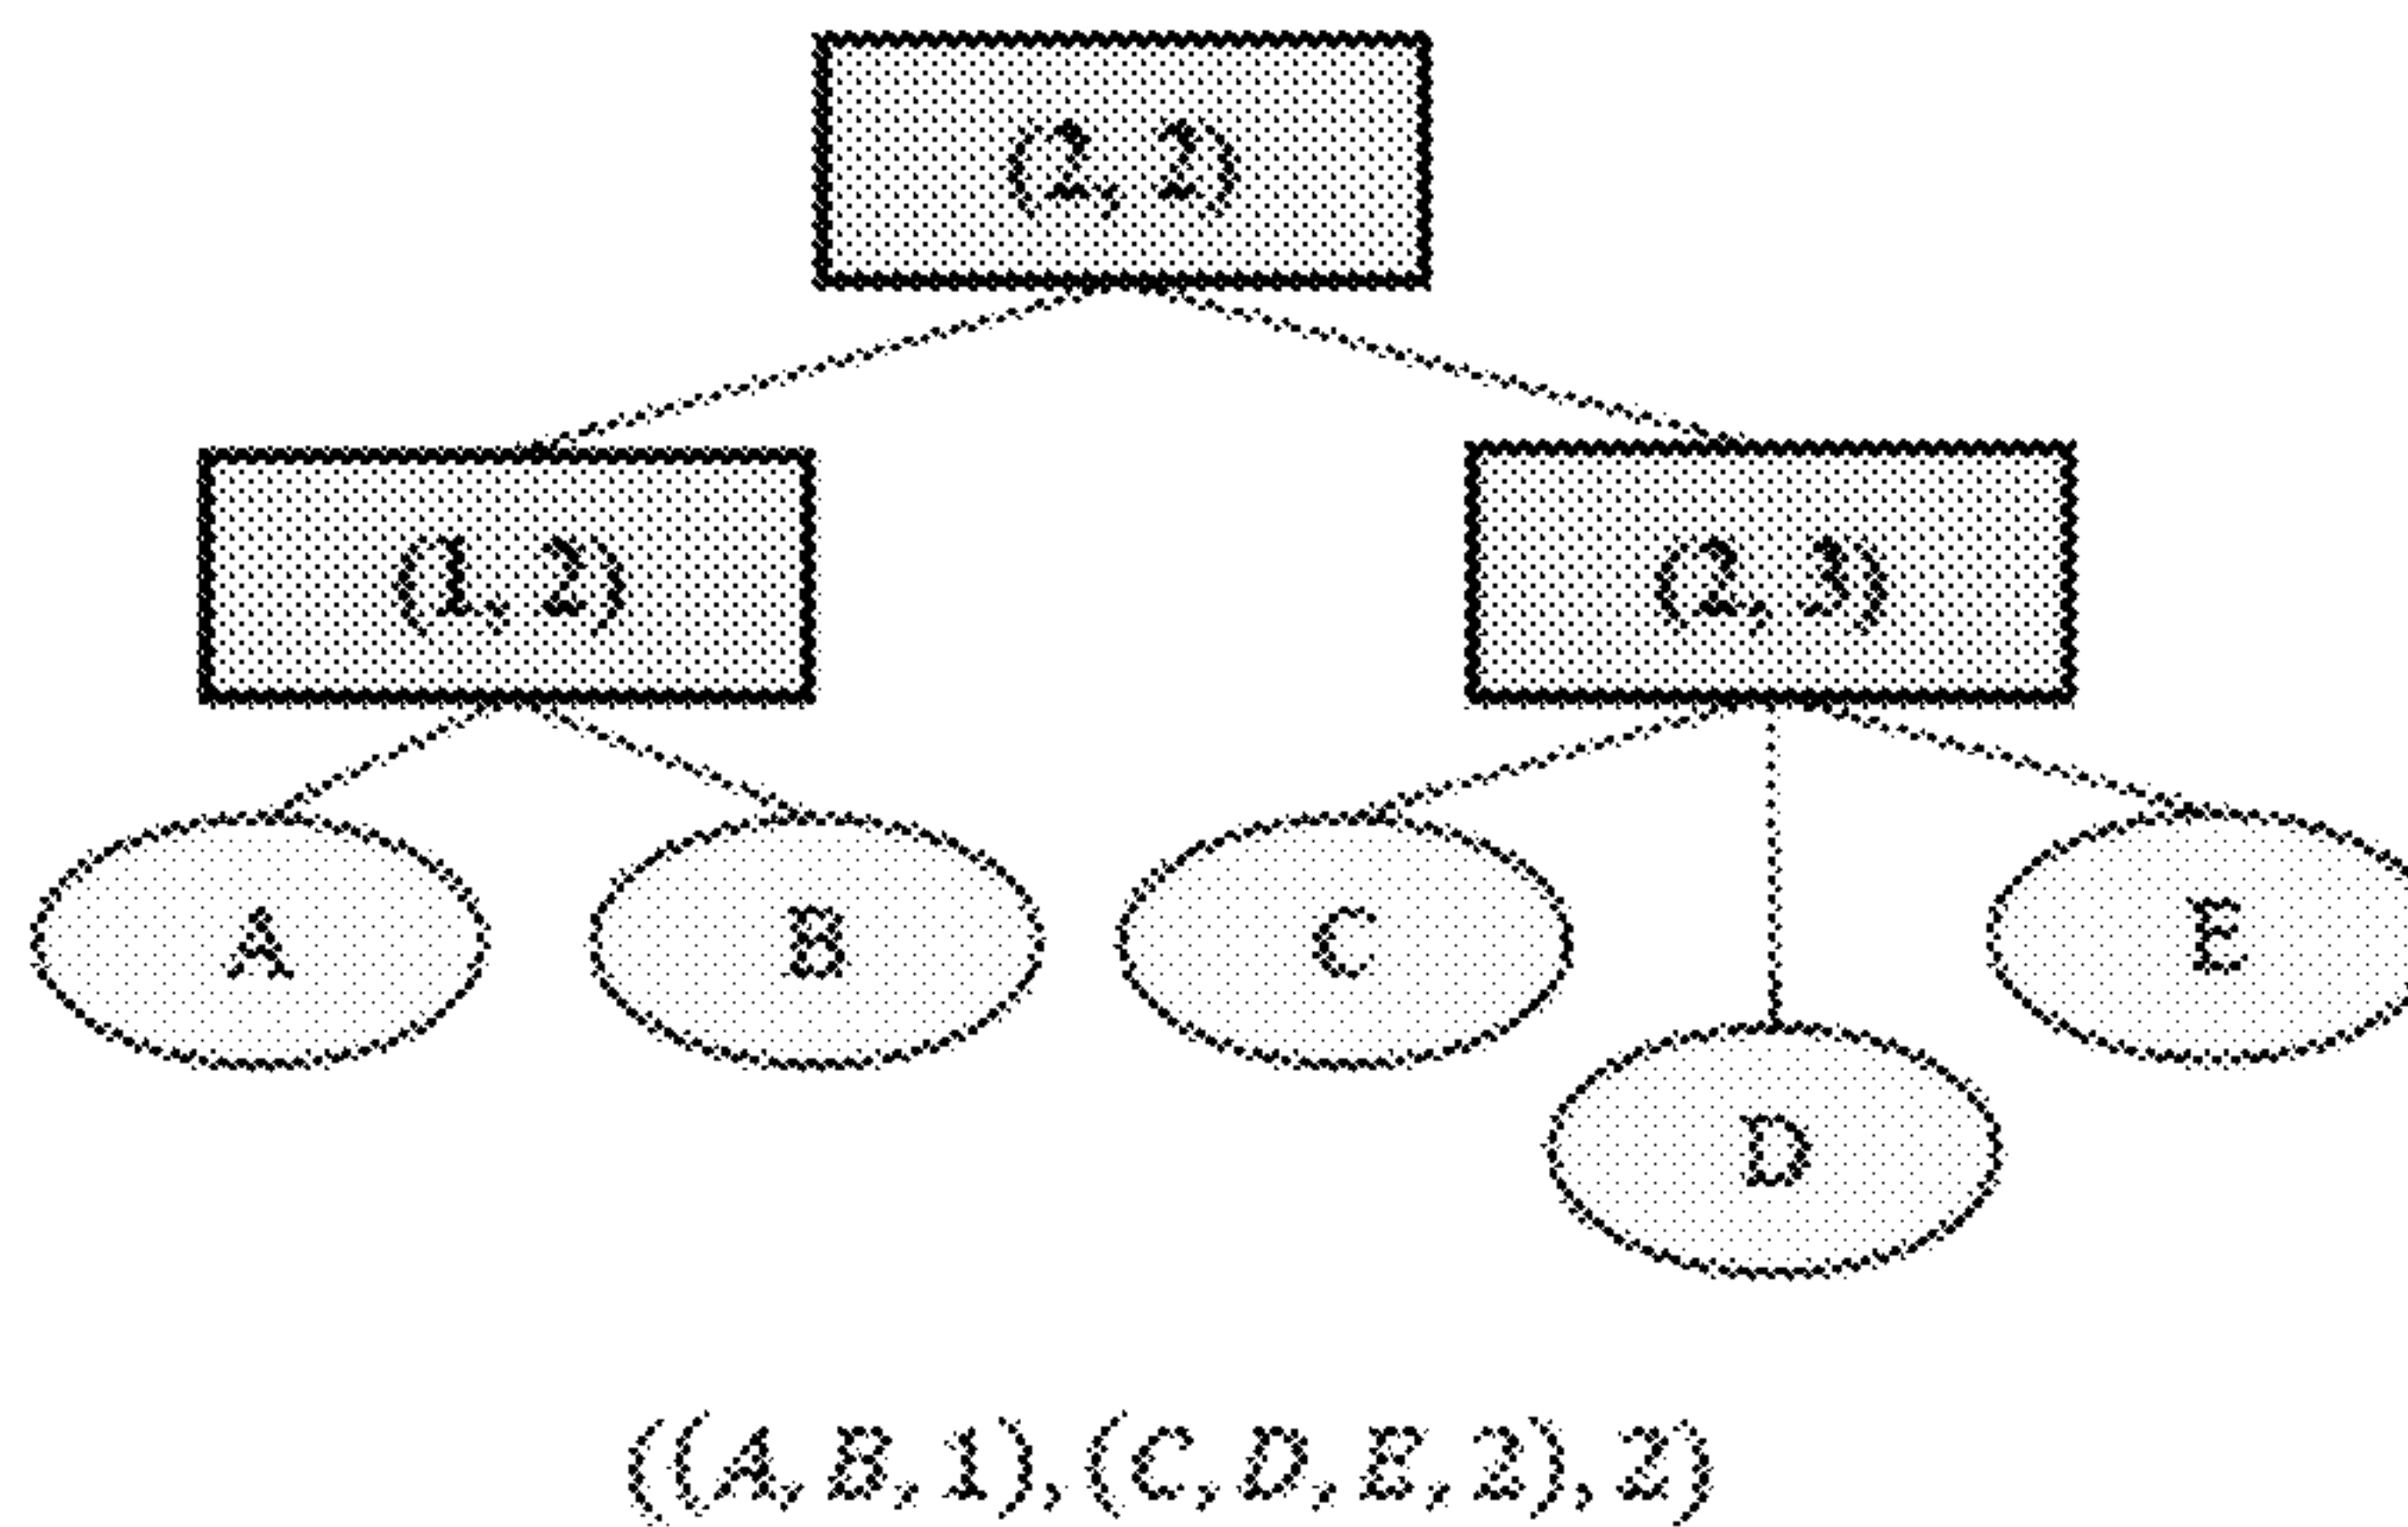 (2, 2)
(1, 2)
(2, 3)
A
B
C
E
D
((A, B, 1), (C, D, E, 2), 2)